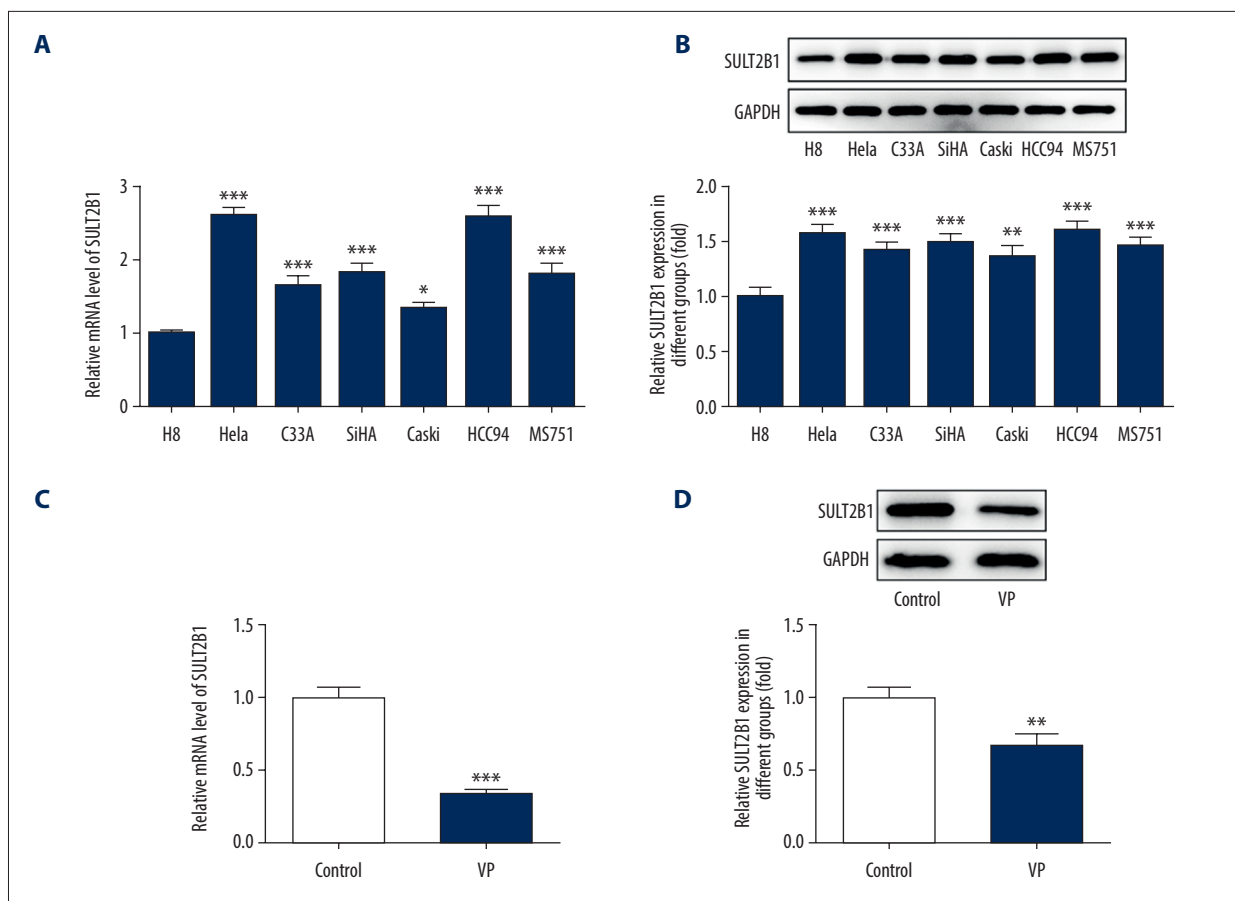 A
Relative mRNA level of SULT2B1
3
2
1
0
***
***
***
*
***
***
H8 Hela C33A SiHA Caski HCC94 MS751
B
SULT2B1
GAPDH
H8 Hela C33A SiHA Caski HCC94 MS751
Relative SULT2B1 expression in
different groups (fold)
2.0
1.5
1.0
0.5
0.0
***
***
***
**
***
***
H8 Hela C33A SiHA Caski HCC94 MS751
C
Relative mRNA level of SULT2B1
1.5
1.0
0.5
0.0
***
Control VP
D
SULT2B1
GAPDH
Control VP
Relative SULT2B1 expression in
different groups (fold)
1.5
1.0
0.5
0.0
**
Control VP